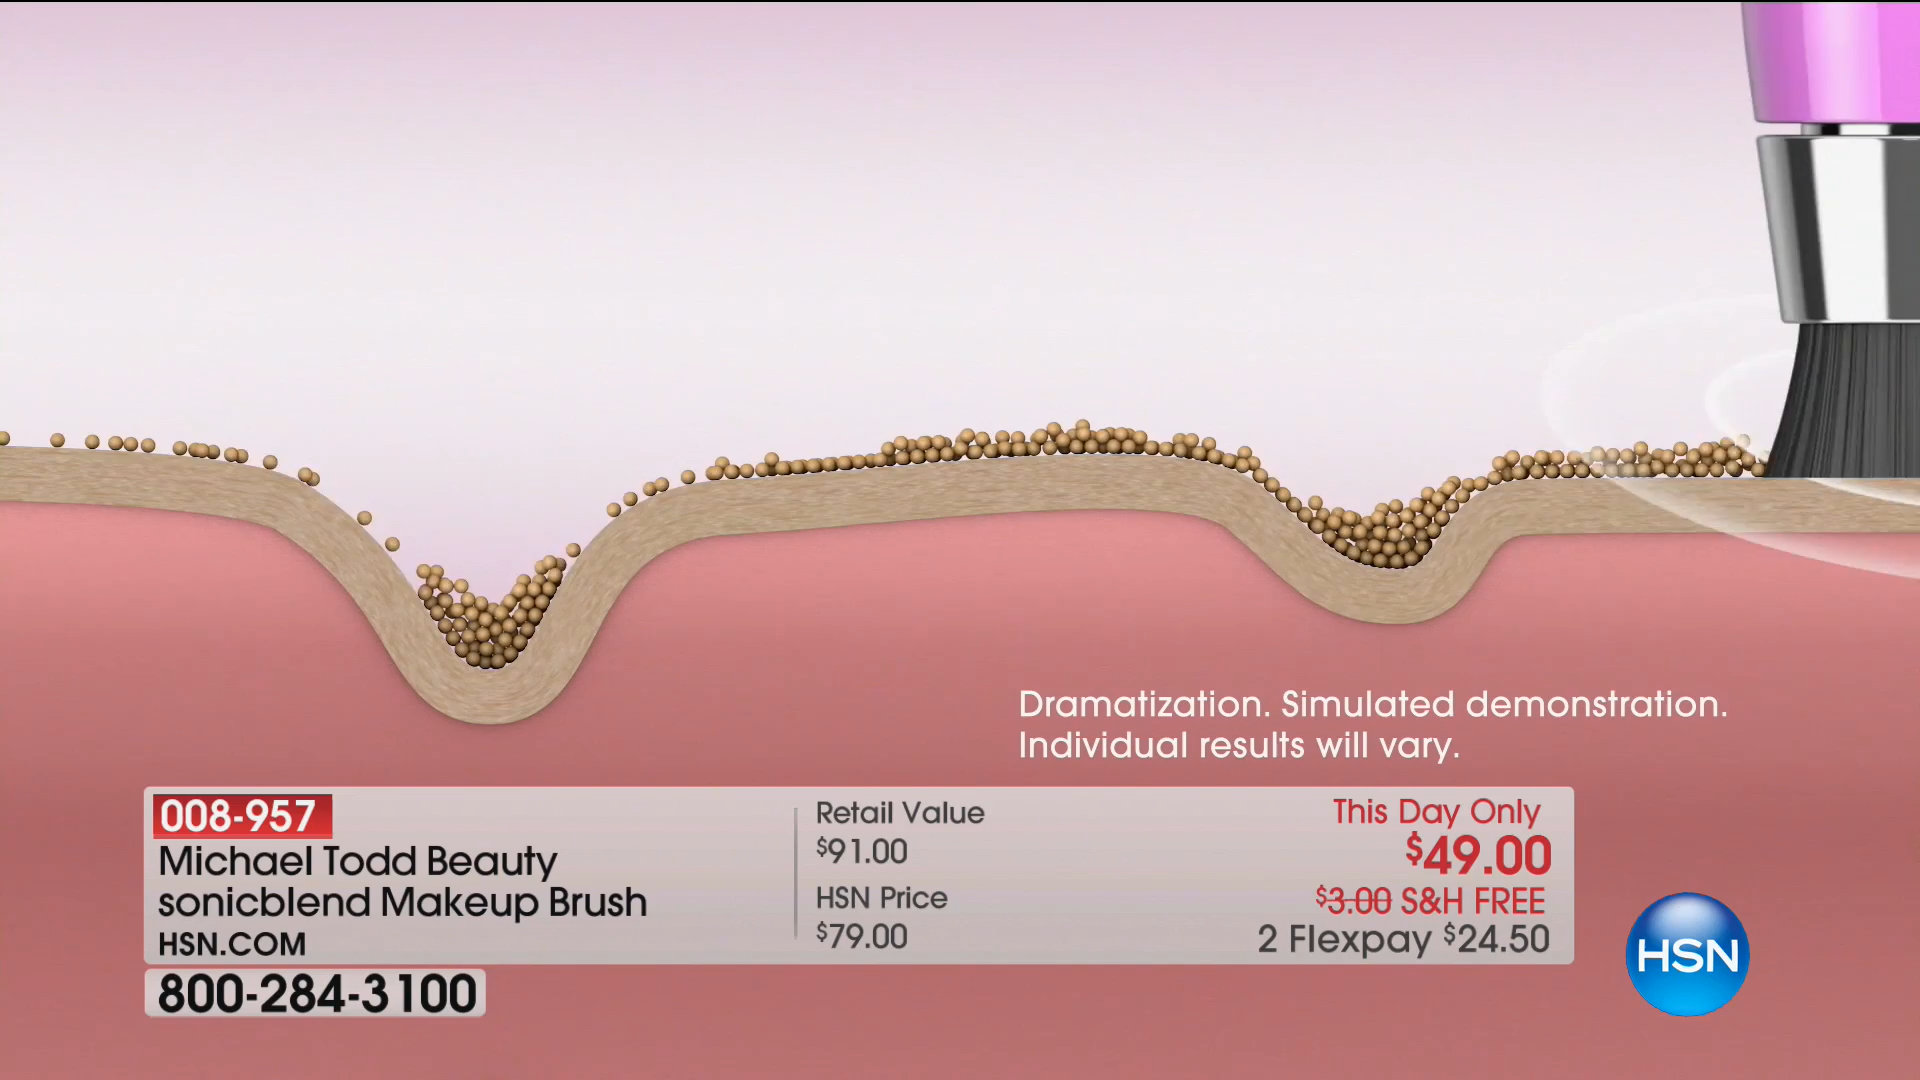 Dramatization. Simulated demonstration.
Individual results will vary.
008-957
Michael Todd Beauty
sonicblend Makeup Brush
HSN.COM
800-284-3100
Retail Value
$91.00
HSN Price
$79.00
This Day Only
$49.00
$3.00 S&H FREE
2 Flexpay $24.50
HSN